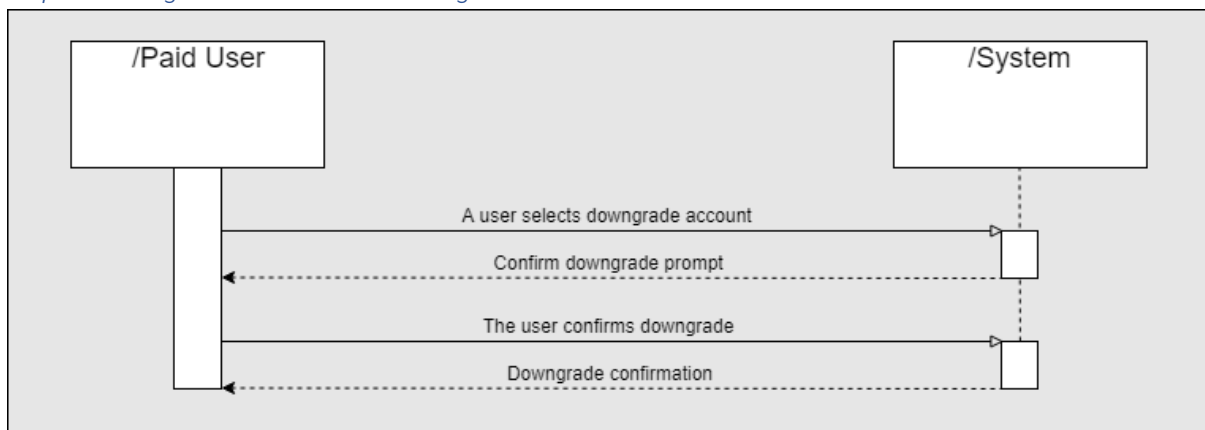 /Paid User
/System
A user selects downgrade account
Confirm downgrade prompt
The user confirms downgrade
Downgrade confirmation